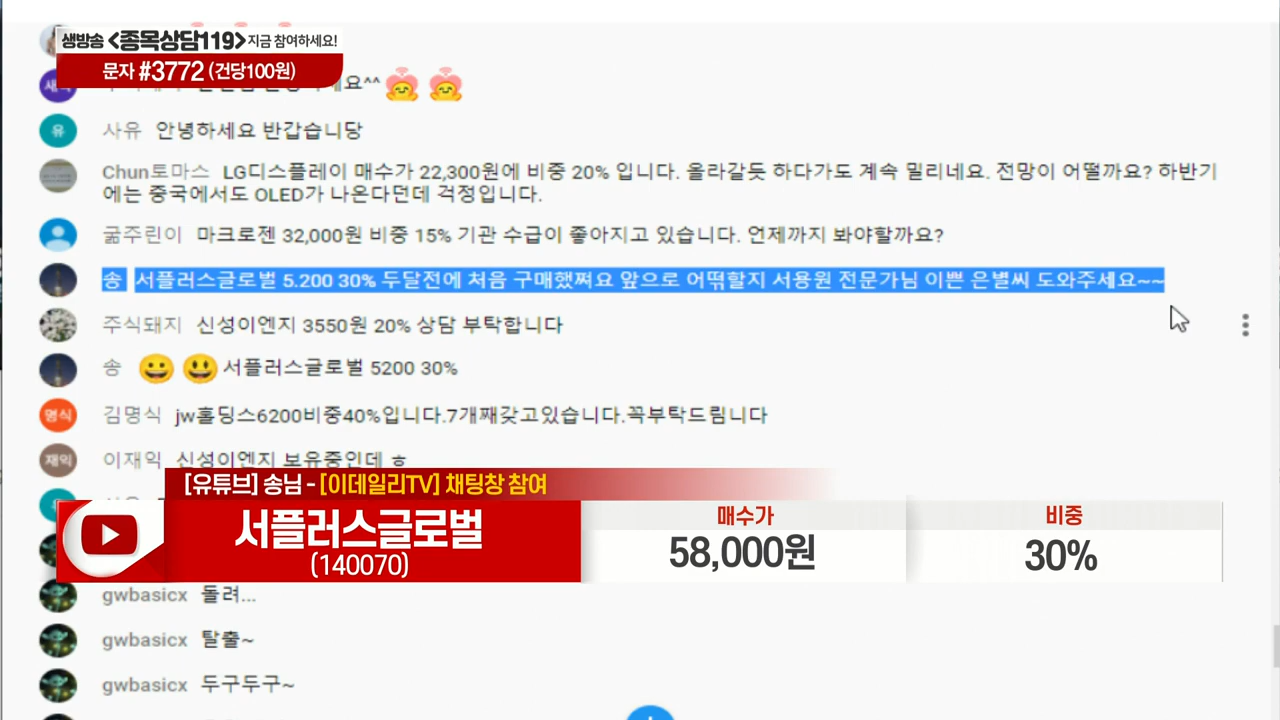 생방송 <종목상담119> 지금 참여하세요!
문자 #3772 (건당100원)
요^^
유 사유 안녕하세요 반갑습니당
Chun토마스 LG디스플레이 매수가 22,300원에 비중 20% 입니다. 올라갈듯 하다가도 계속 밀리네요. 전망이 어떨까요? 하반기
에는 중국에서도 OLED가 나온다던데 걱정입니다.
굶주린이 마크로젠 32,000원 비중 15% 기관 수급이 좋아지고 있습니다. 언제까지 봐야할까요?
송 서플러스글로벌 5.200 30% 두달전에 처음 구매했쪄요 앞으로 어떢할지 서용원 전문가님 이쁜 은별씨 도와주세요~~
주식돼지 신성이엔지 3550원 20% 상담 부탁합니다
송 서플러스글로벌 5200 30%
명식 김명식 jw홀딩스6200비중40%입니다.7개째갖고있습니다.꼭부탁드림니다
재익 이재익 신성이엔지 보유중인데 ㅎ
[유튜브] 송님 - [이데일리TV] 채팅창 참여
서플러스글로벌
(140070)
매수가
58,000원
비중
30%
gwbasicx 돌려...
gwbasicx 탈출~
gwbasicx 두구두구~